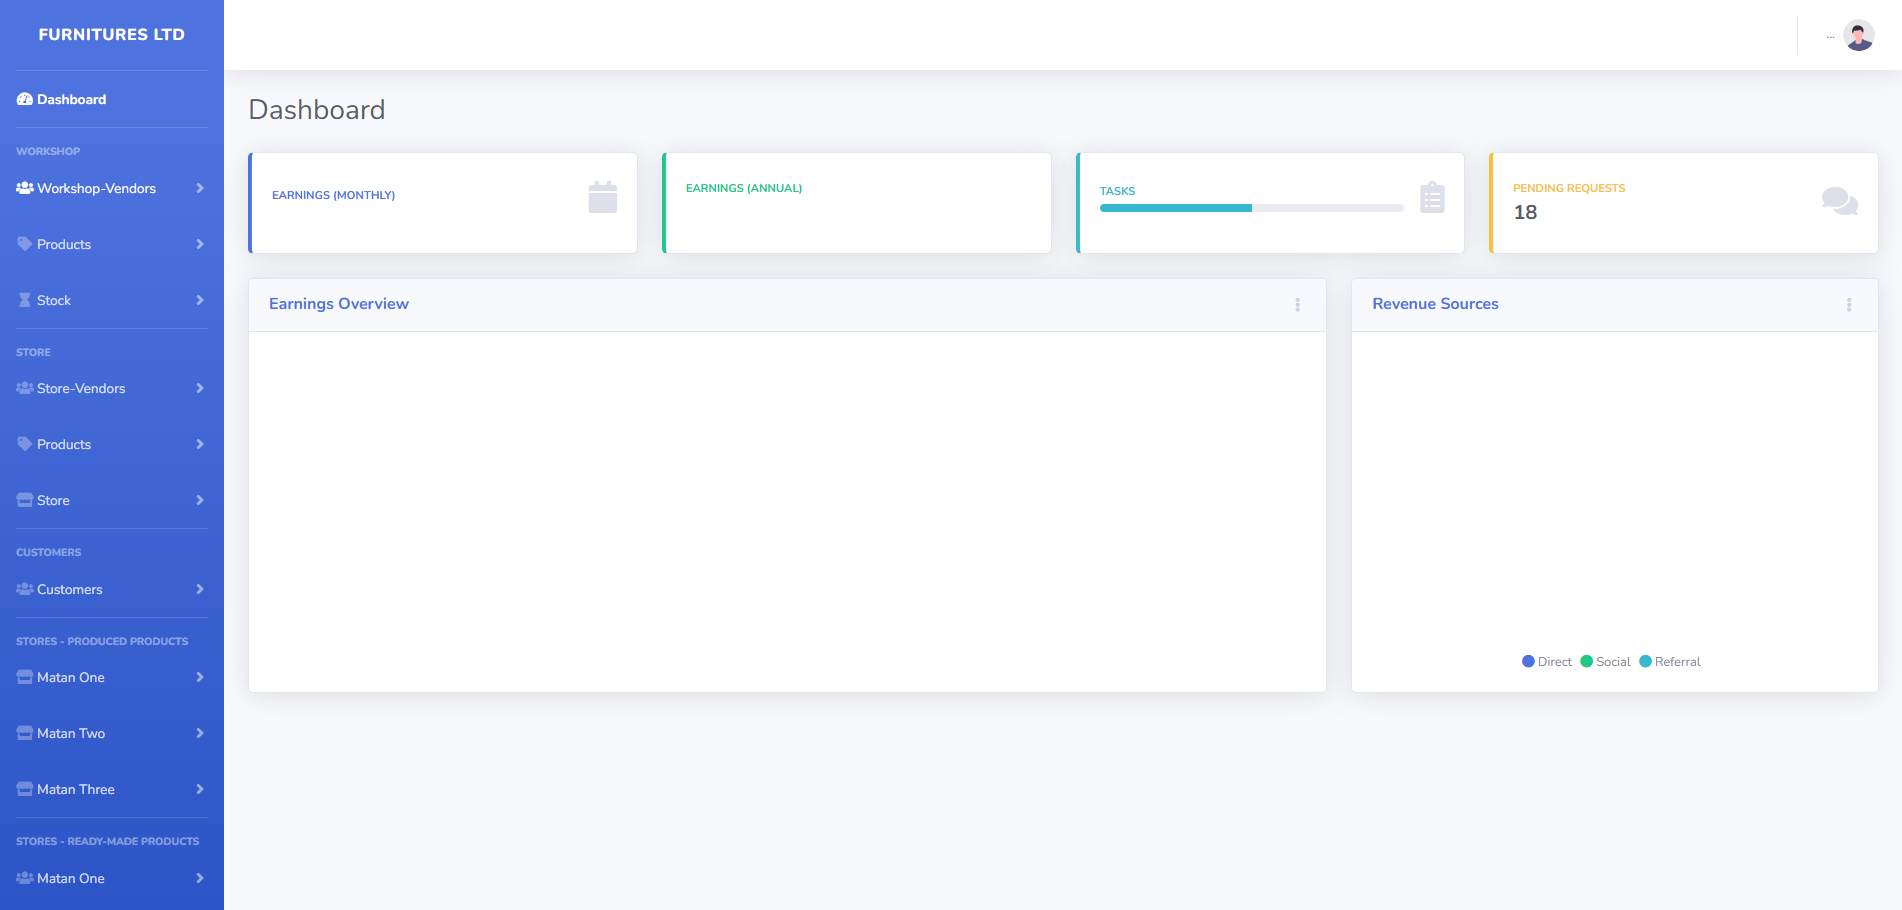 FURNITURES LTD
Dashboard
WORKSHOP
Workshop-Vendors
Products
Stock
STORE
Store-Vendors
Products
Store
CUSTOMERS
Customers
STORES - PRODUCED PRODUCTS
Matan One
Matan Two
Matan Three
STORES - READY-MADE PRODUCTS
Matan One
...
Dashboard
EARNINGS (MONTHLY)
EARNINGS (ANNUAL)
TASKS
PENDING REQUESTS
18
Earnings Overview
Revenue Sources
Direct Social Referral